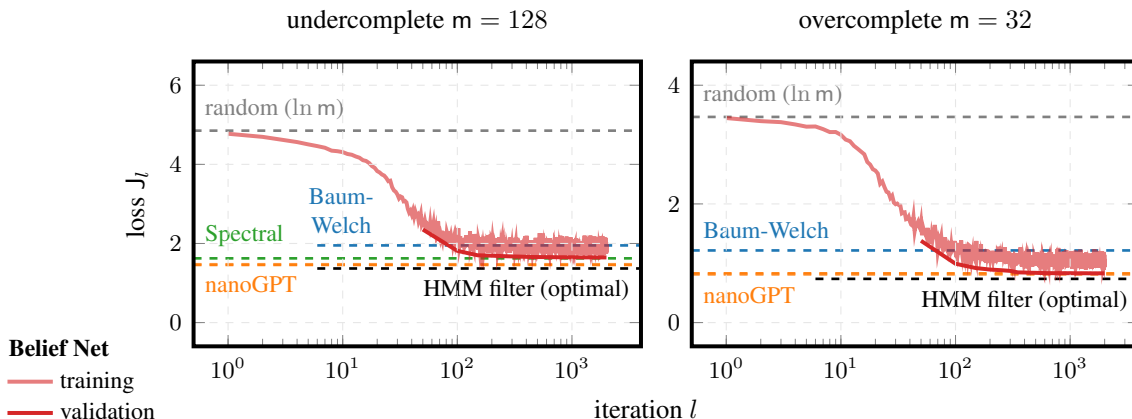 undercomplete m = 128
overcomplete m = 32
loss J_l
6
4
2
0
random (ln m)
Baum-
Welch
Spectral
nanoGPT
HMM filter (optimal)
10^0
10^1
10^2
10^3
4
2
0
random (ln m)
Baum-Welch
nanoGPT
HMM filter (optimal)
10^0
10^1
10^2
10^3
iteration l
Belief Net
training
validation